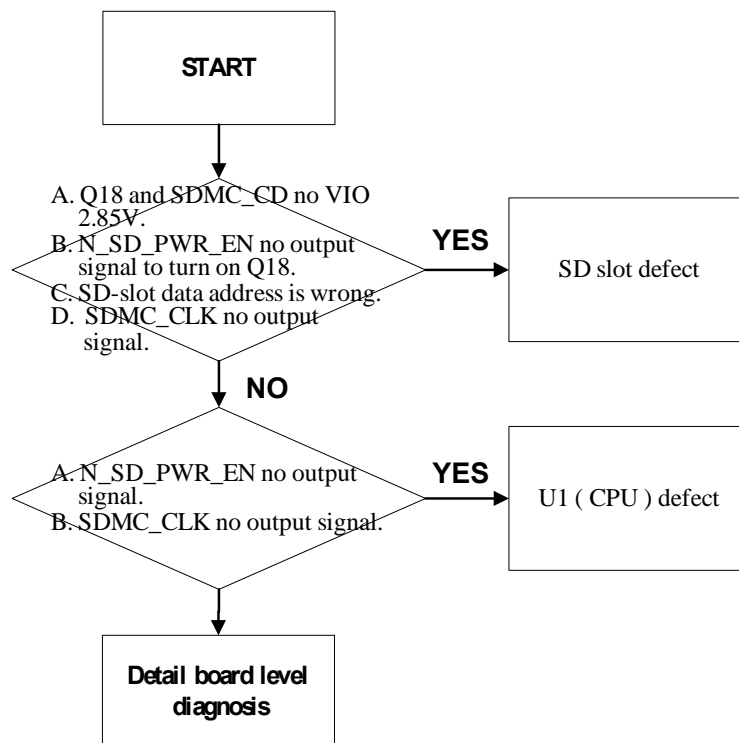 START
A. Q18 and SDMC_CD no VIO
2.85V.
B. N_SD_PWR_EN no output
signal to turn on Q18.
C. SD-slot data address is wrong.
D. SDMC_CLK no output
signal.
YES
SD slot defect
NO
A. N_SD_PWR_EN no output
signal.
B. SDMC_CLK no output signal.
YES
U1 ( CPU ) defect
Detail board level
diagnosis